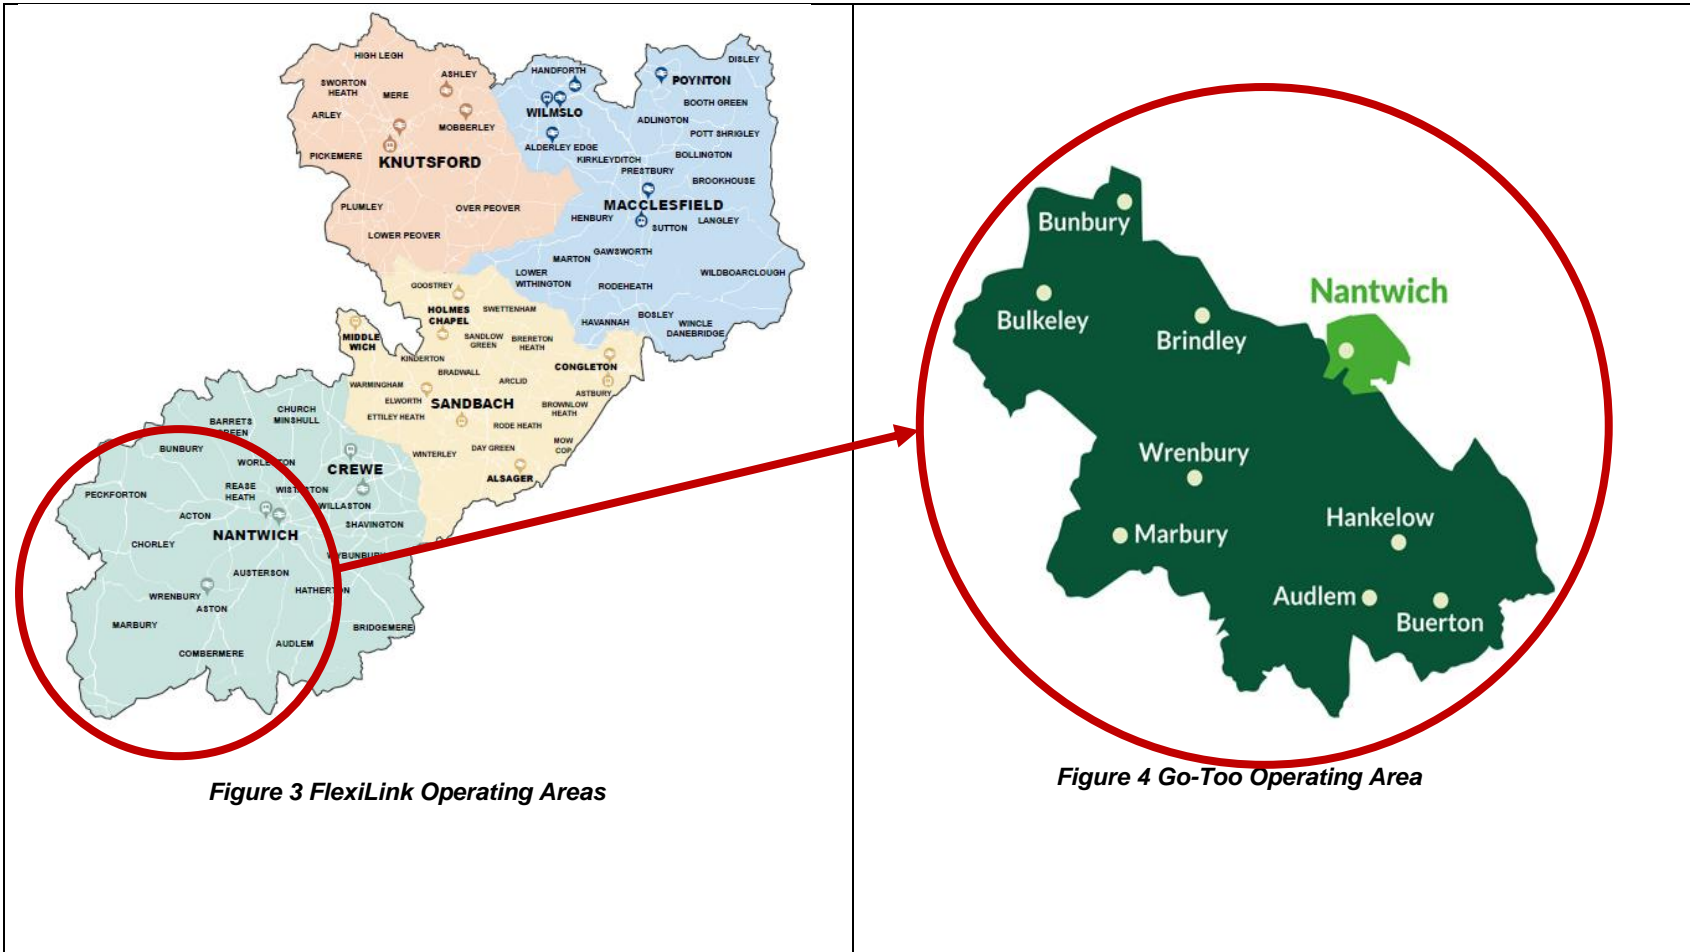 HIGH LEGH
SWORTON
HEATH
ASHLEY
MERE
ARLEY
MOBBERLEY
PICKEMERE
KNUTSFORD
PLUMLEY
OVER PEOVER
LOWER PEOVER
HANDFORTH
WILMSLO
ALDERLEY EDGE
POYNTON
DISLEY
BOOTH GREEN
ADLINGTON
POTT SHRIGLEY
KIRKLEYDITCH
BOLLINGTON
PRESTBURY
BROOKHOUSE
MACCLESFIELD
HENBURY
LANGLEY
SUTTON
GAWSWORTH
MARTON
LOWER
WITHINGTON
WILDBOARCLOUGH
RODEHEATH
BOSLEY
HAVANNAH
WINCLE
DANEBRIDGE
GOOSTREY
HOLMES
CHAPEL
SWETTENHAM
MIDDLE
WICH
SANDLOW
GREEN
BRERETON
HEATH
KINDERTON
CONGLETON
BRADWALL
WARMINGHAM
ARCLID
ASTBURY
ELWORTH
SANDBACH
BROWNLOW
HEATH
ETTILEY HEATH
RODE HEATH
MOW
COP
DAY GREEN
WINTERLEY
ALSAGER
CHURCH
MINSHULL
BARRETS
GREEN
BUNBURY
WORLESTON
CREWE
REASE
HEATH
WISTASTON
PECKFORTON
WILLASTON
ACTON
SHAVINGTON
NANTWICH
CHORLEY
WYBUNBURY
AUSTERSON
HATHERTON
WRENBURY
ASTON
MARBURY
BRIDGEMERE
AUDLEM
COMBERMERE
Figure 3 FlexiLink Operating Areas
Bunbury
Nantwich
Bulkeley
Brindley
Wrenbury
Hankelow
Marbury
Audlem
Buerton
Figure 4 Go-Too Operating Area